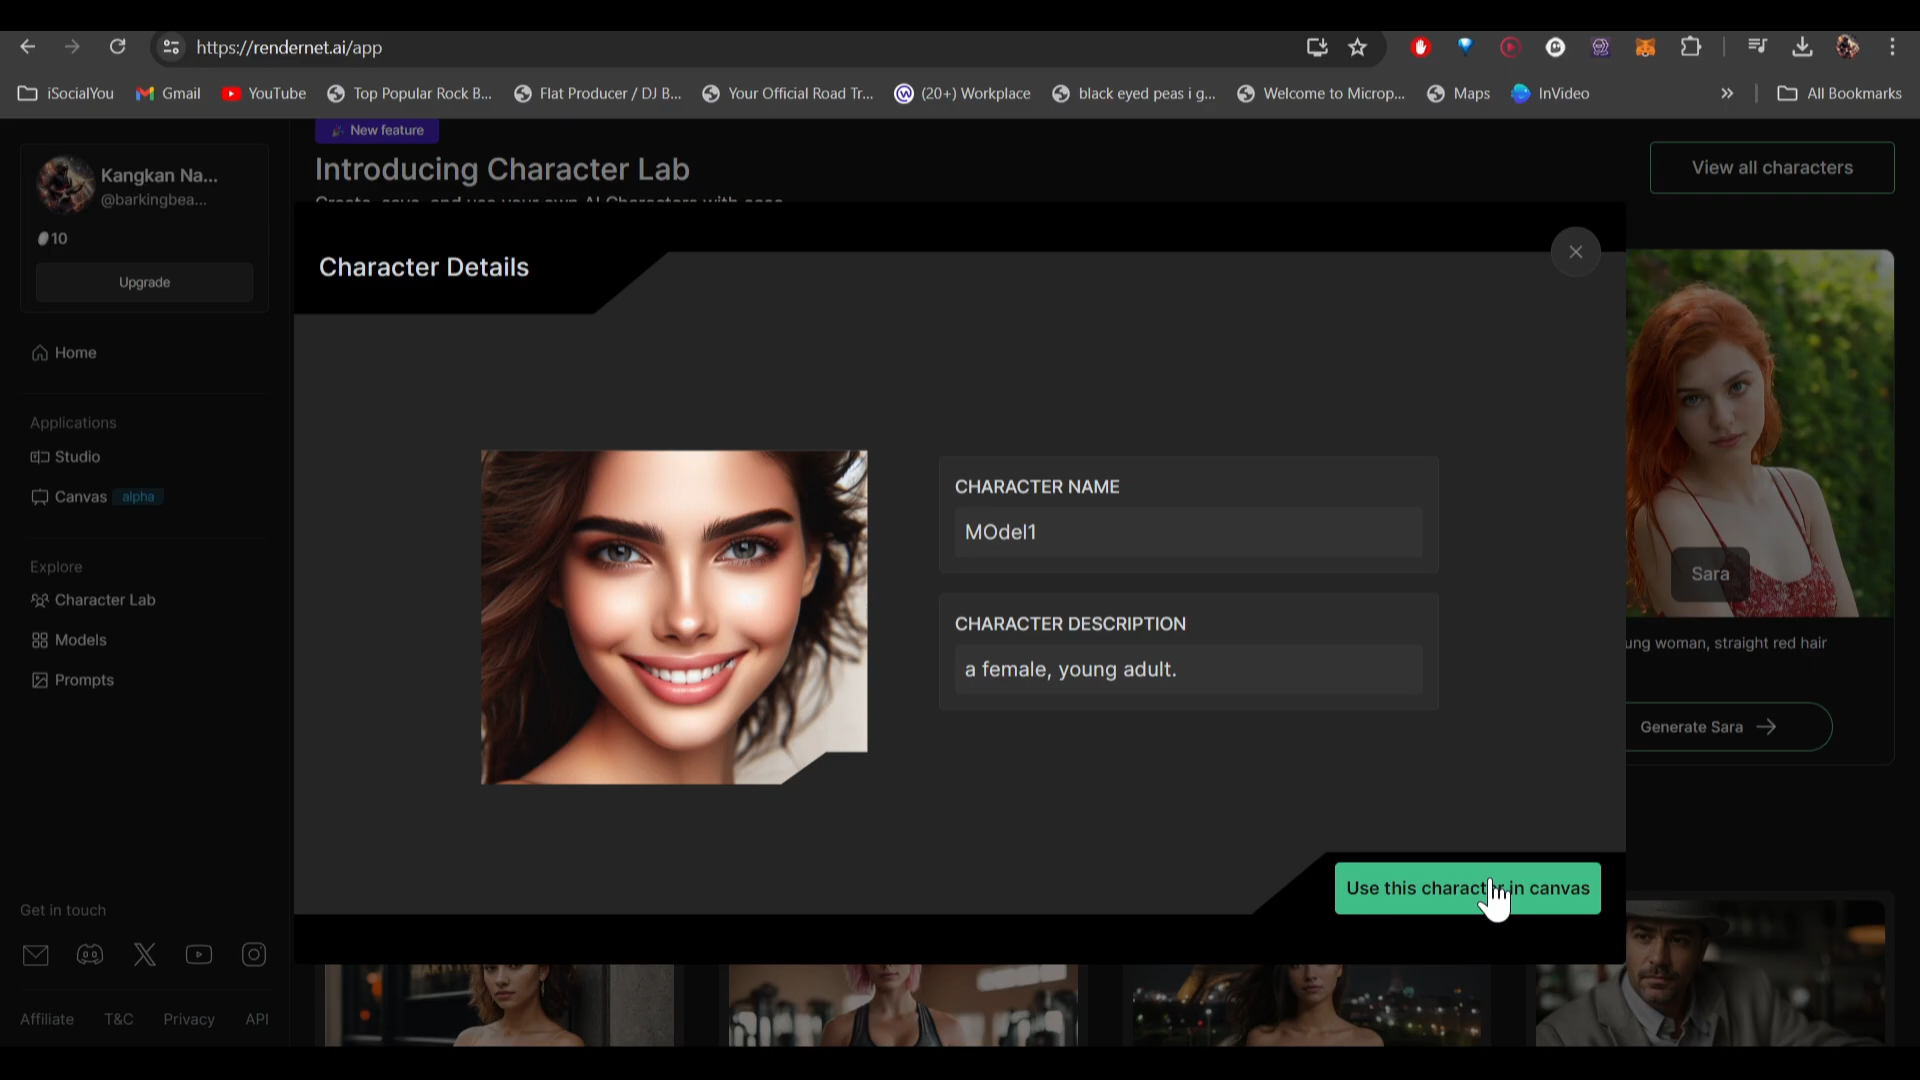 https://rendernet.ai/app
iSocialYou
Gmail
YouTube
Top Popular Rock B...
Flat Producer / DJ B...
Your Official Road Tr...
(20+) Workplace
black eyed peas i g...
Welcome to Microp...
Maps
InVideo
All Bookmarks
New feature
Introducing Character Lab
View all characters
Kangkan Na...
@barkingbea...
10
Upgrade
Home
Applications
Studio
Canvas alpha
Explore
Character Lab
Models
Prompts
Get in touch
Affiliate T&C Privacy API
Character Details
CHARACTER NAME
MOdel1
CHARACTER DESCRIPTION
a female, young adult.
Use this character in canvas
Sara
ung woman, straight red hair
Generate Sara